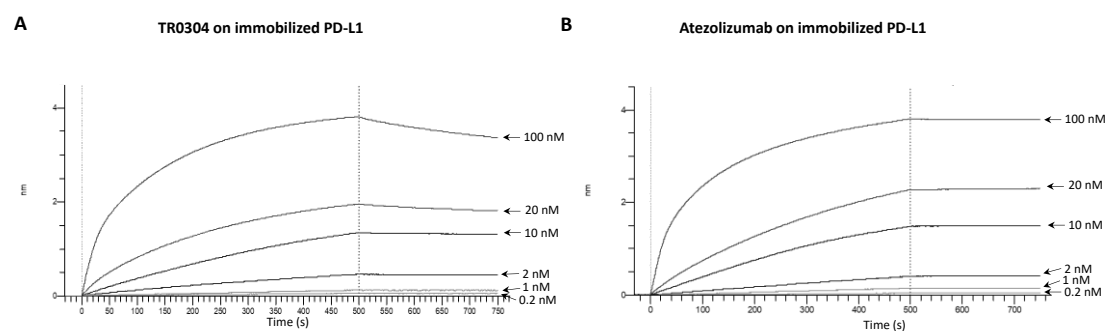 A
TR0304 on immobilized PD-L1
4
2
0
nm
0 50 100 150 200 250 300 350 400 450 500 550 600 650 700 750
Time (s)
100 nM
20 nM
10 nM
2 nM
1 nM
0.2 nM
B
Atezolizumab on immobilized PD-L1
4
2
0
nm
0 100 200 300 400 500 600 700
Time (s)
100 nM
20 nM
10 nM
2 nM
1 nM
0.2 nM